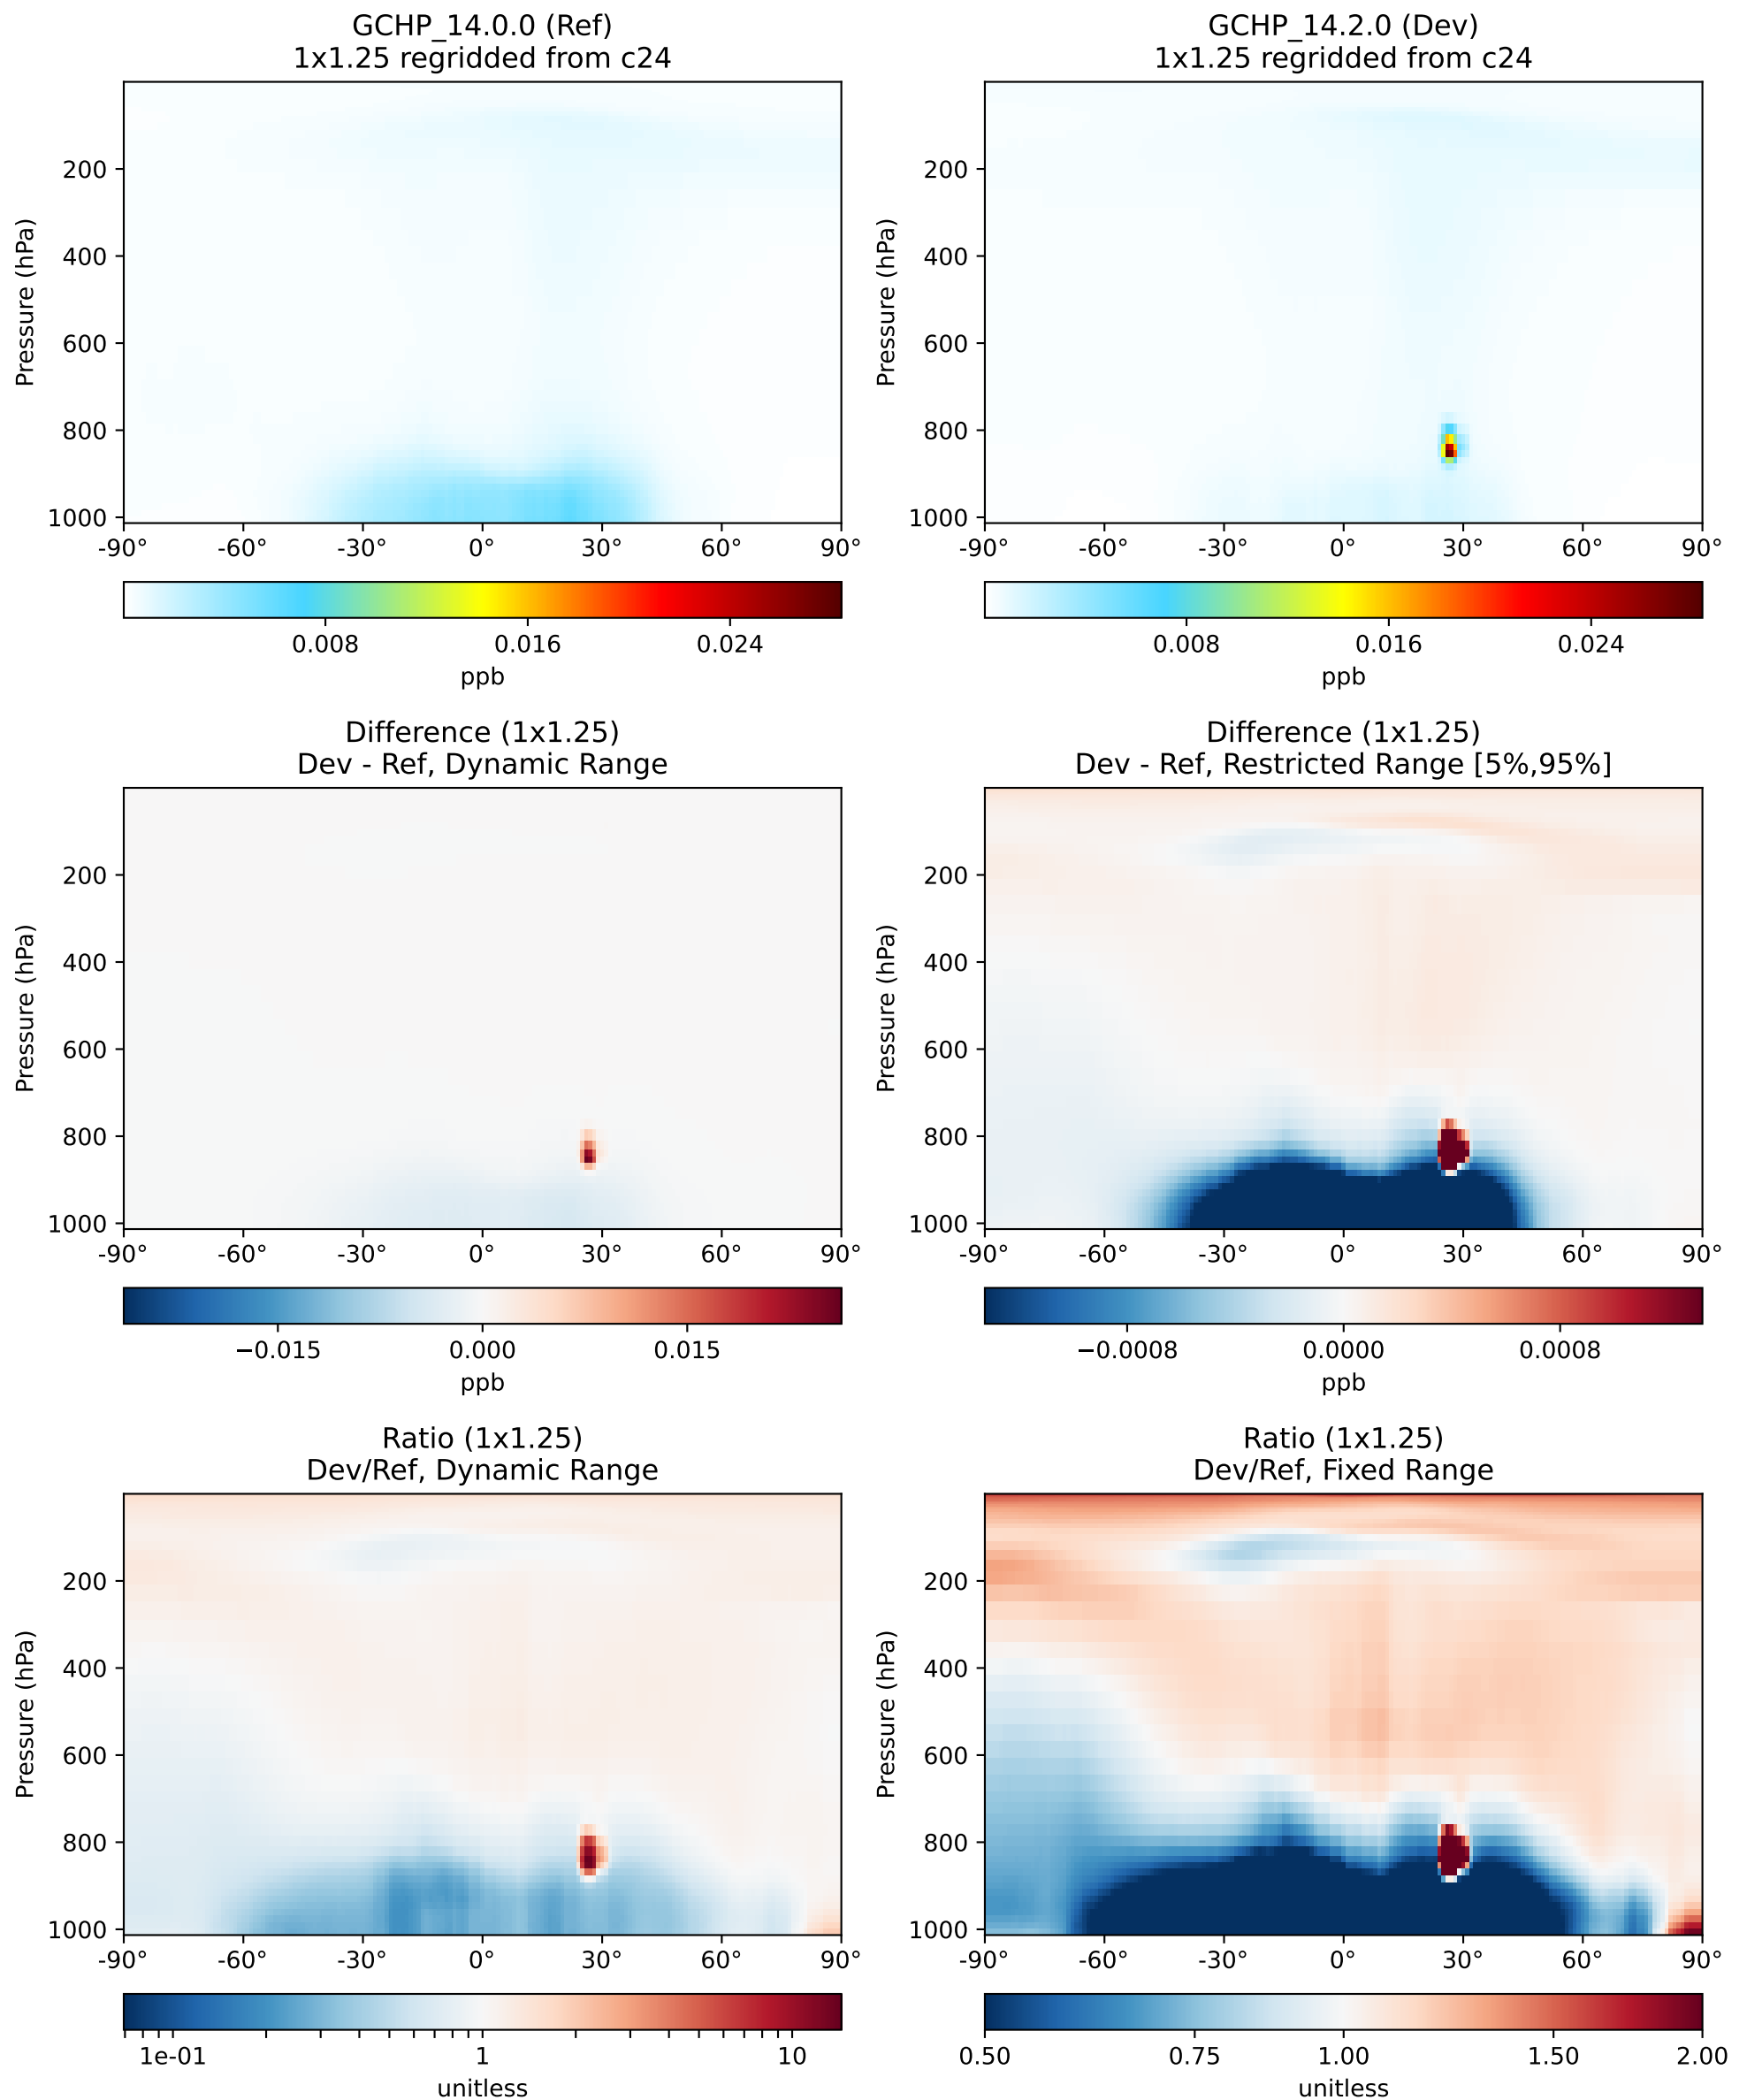 GCHP_14.0.0 (Ref)
1x1.25 regridded from c24
Pressure (hPa)
200
400
600
800
1000
-90° -60° -30° 0° 30° 60° 90°
0.008 0.016 0.024
ppb
GCHP_14.2.0 (Dev)
1x1.25 regridded from c24
Pressure (hPa)
200
400
600
800
1000
-90° -60° -30° 0° 30° 60° 90°
0.008 0.016 0.024
ppb
Difference (1x1.25)
Dev - Ref, Dynamic Range
Pressure (hPa)
200
400
600
800
1000
-90° -60° -30° 0° 30° 60° 90°
−0.015 0.000 0.015
ppb
Difference (1x1.25)
Dev - Ref, Restricted Range [5%,95%]
Pressure (hPa)
200
400
600
800
1000
-90° -60° -30° 0° 30° 60° 90°
−0.0008 0.0000 0.0008
ppb
Ratio (1x1.25)
Dev/Ref, Dynamic Range
Pressure (hPa)
200
400
600
800
1000
-90° -60° -30° 0° 30° 60° 90°
1e-01 1 10
unitless
Ratio (1x1.25)
Dev/Ref, Fixed Range
Pressure (hPa)
200
400
600
800
1000
-90° -60° -30° 0° 30° 60° 90°
0.50 0.75 1.00 1.50 2.00
unitless